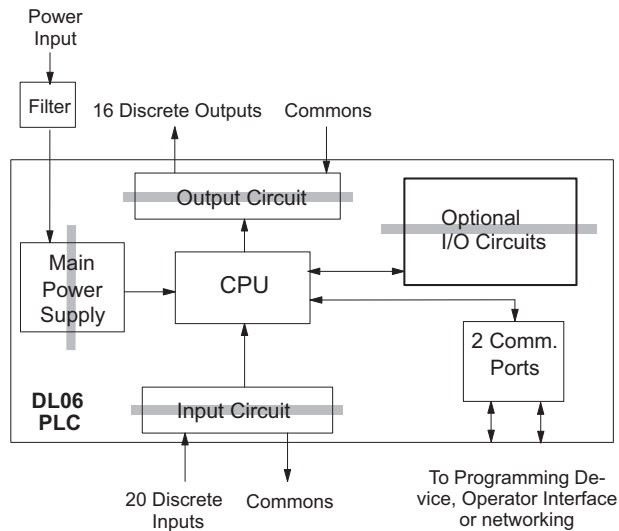 Power
Input
Filter
16 Discrete Outputs
Commons
Output Circuit
Optional
I/O Circuits
Main
Power
Supply
CPU
2 Comm.
Ports
DL06
PLC
Input Circuit
20 Discrete
Inputs
Commons
To Programming De-
vice, Operator Interface
or networking